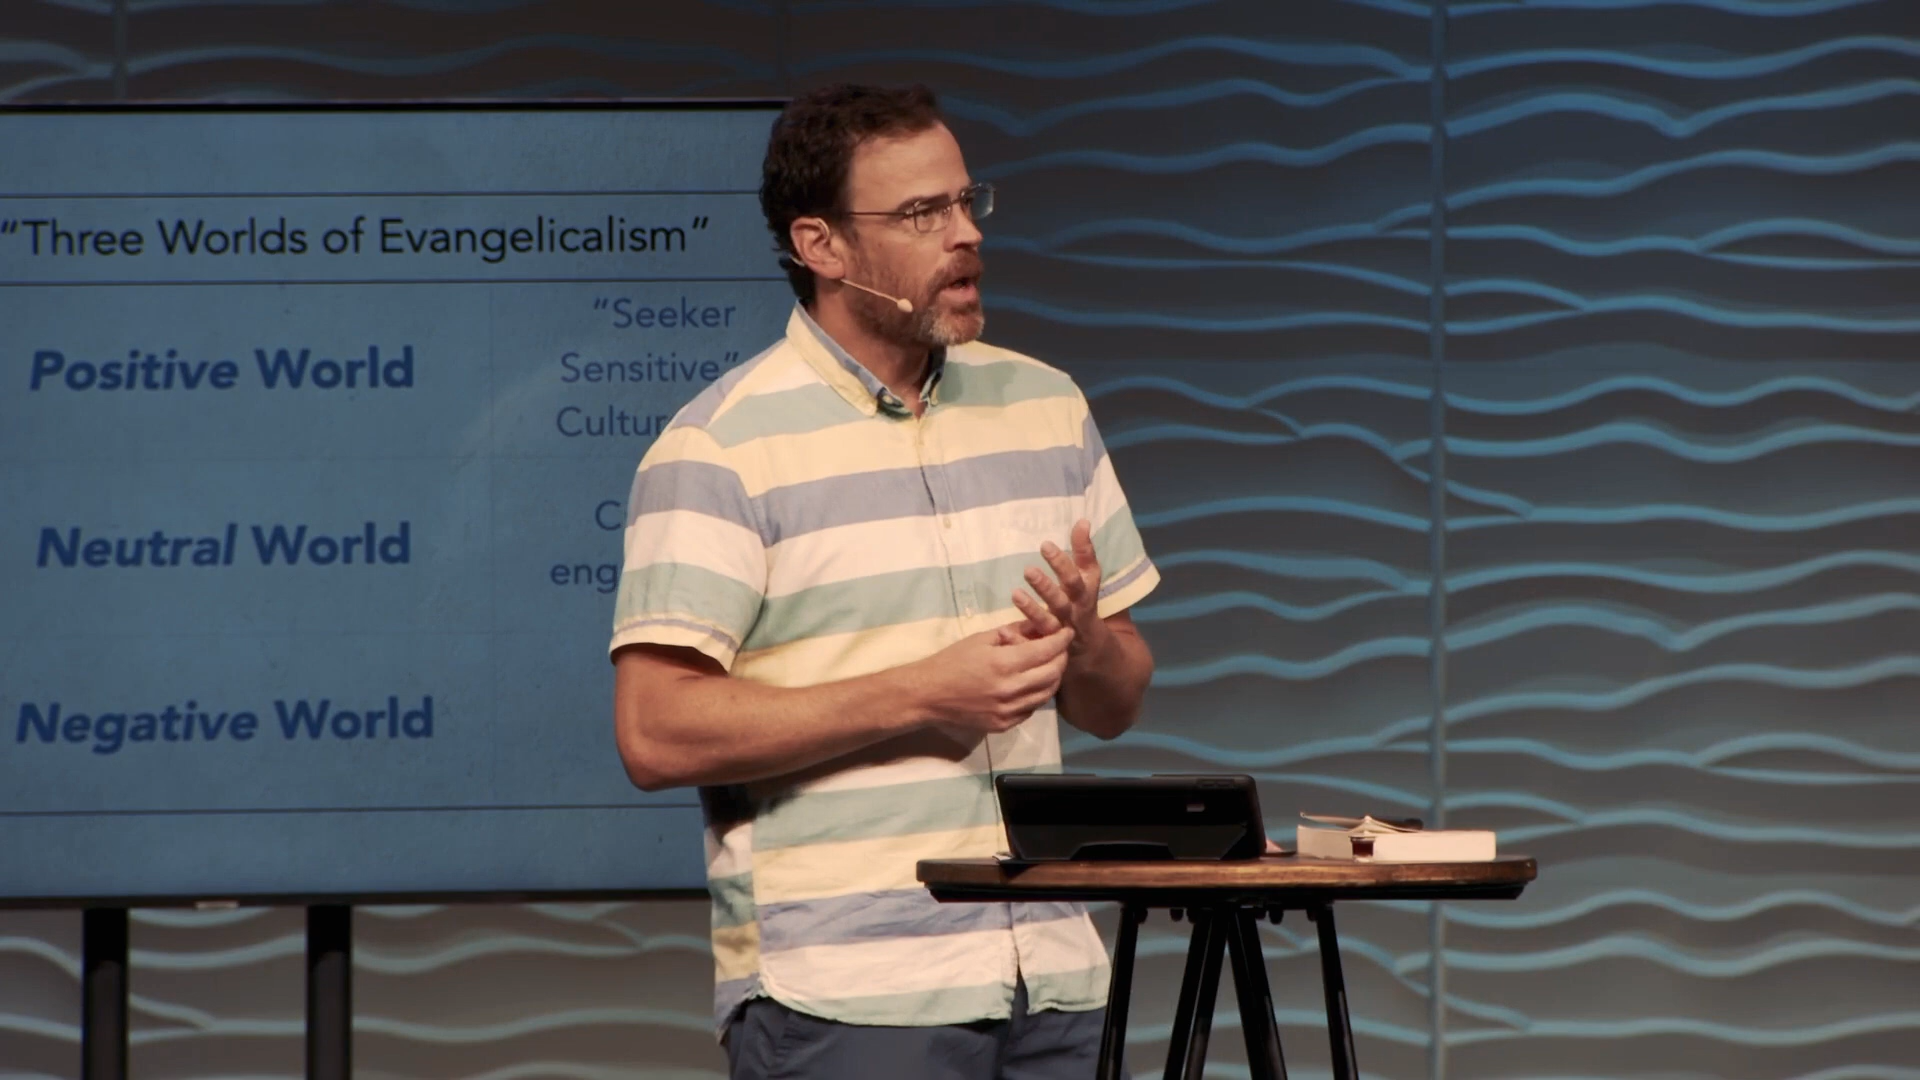 “Three Worlds of Evangelicalism”
Positive World
“Seeker
Sensitive”
Neutral World
Negative World